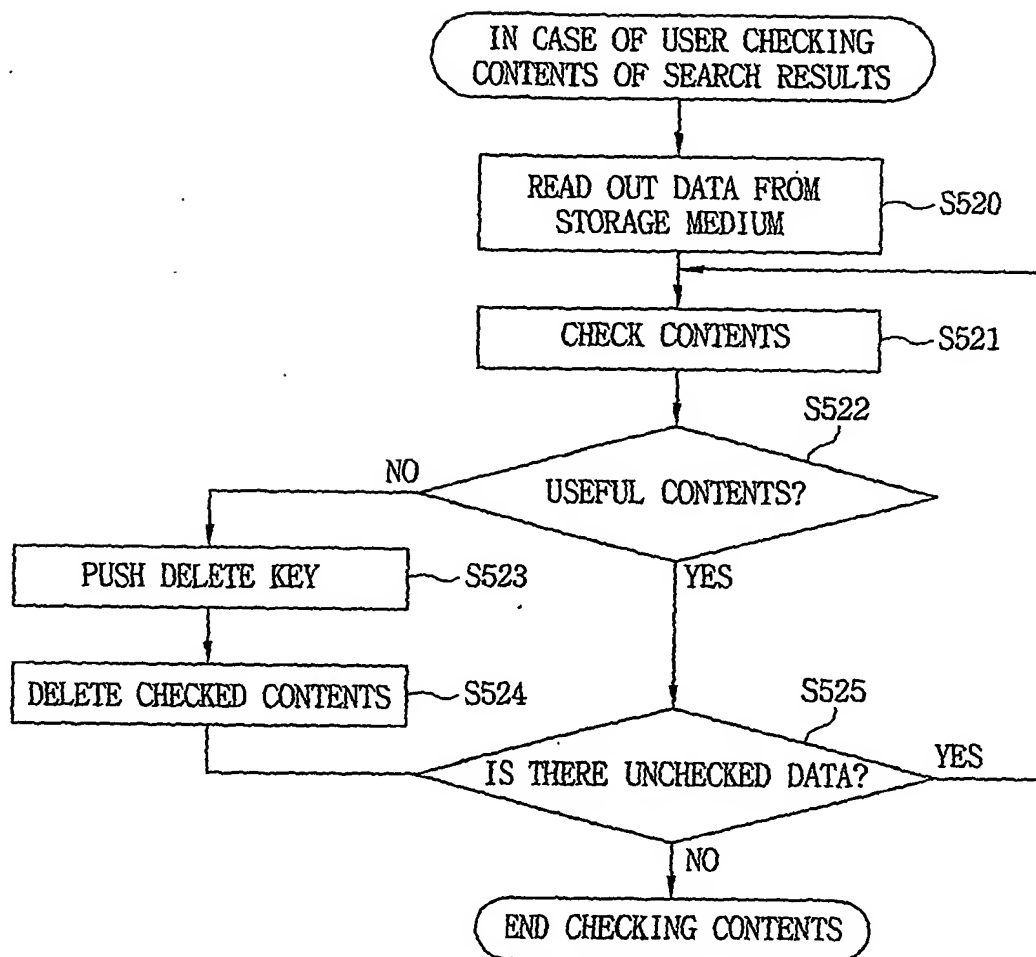 IN CASE OF USER CHECKING
CONTENTS OF SEARCH RESULTS
READ OUT DATA FROM
STORAGE MEDIUM
S520
CHECK CONTENTS
S521
S522
USEFUL CONTENTS?
NO
YES
PUSH DELETE KEY
S523
DELETE CHECKED CONTENTS
S524
S525
IS THERE UNCHECKED DATA?
YES
NO
END CHECKING CONTENTS